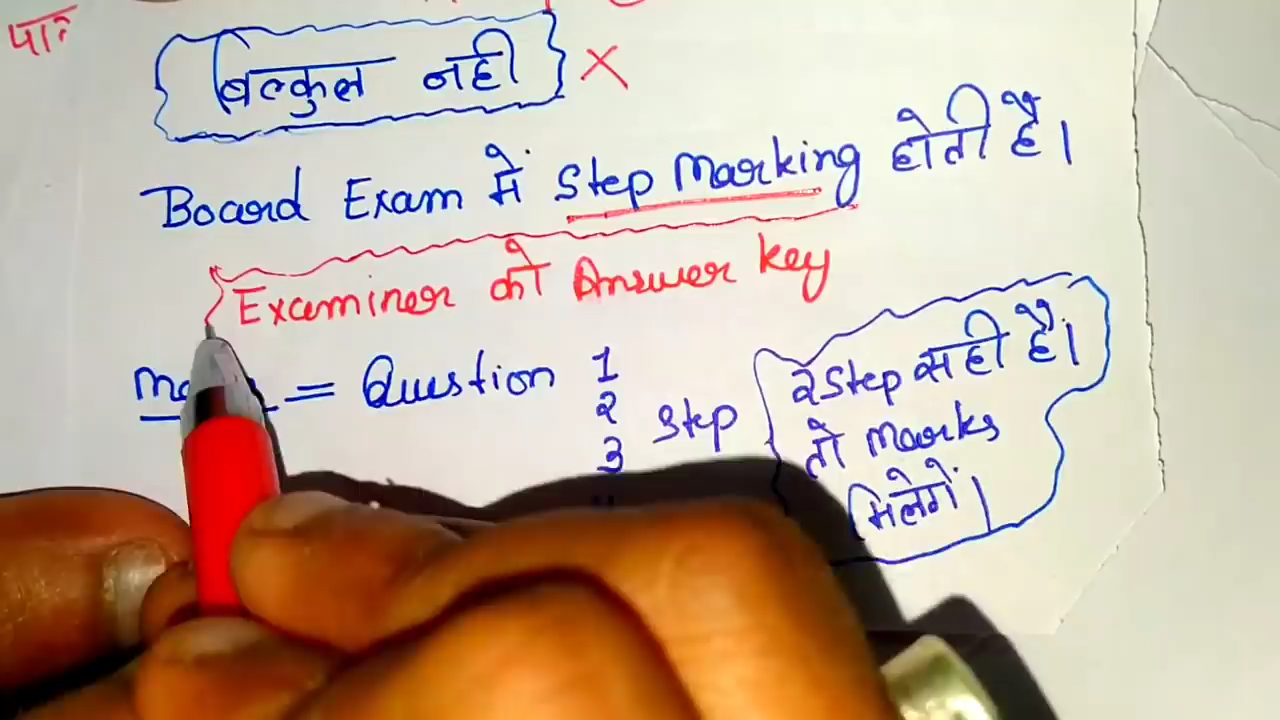 बिल्कुल नही ×
Board Exam में Step Marking होती है।
Examiner को Answer key
= Question 1
2
3 Step
2 Step सही है।
तो Marks
मिलेगें।